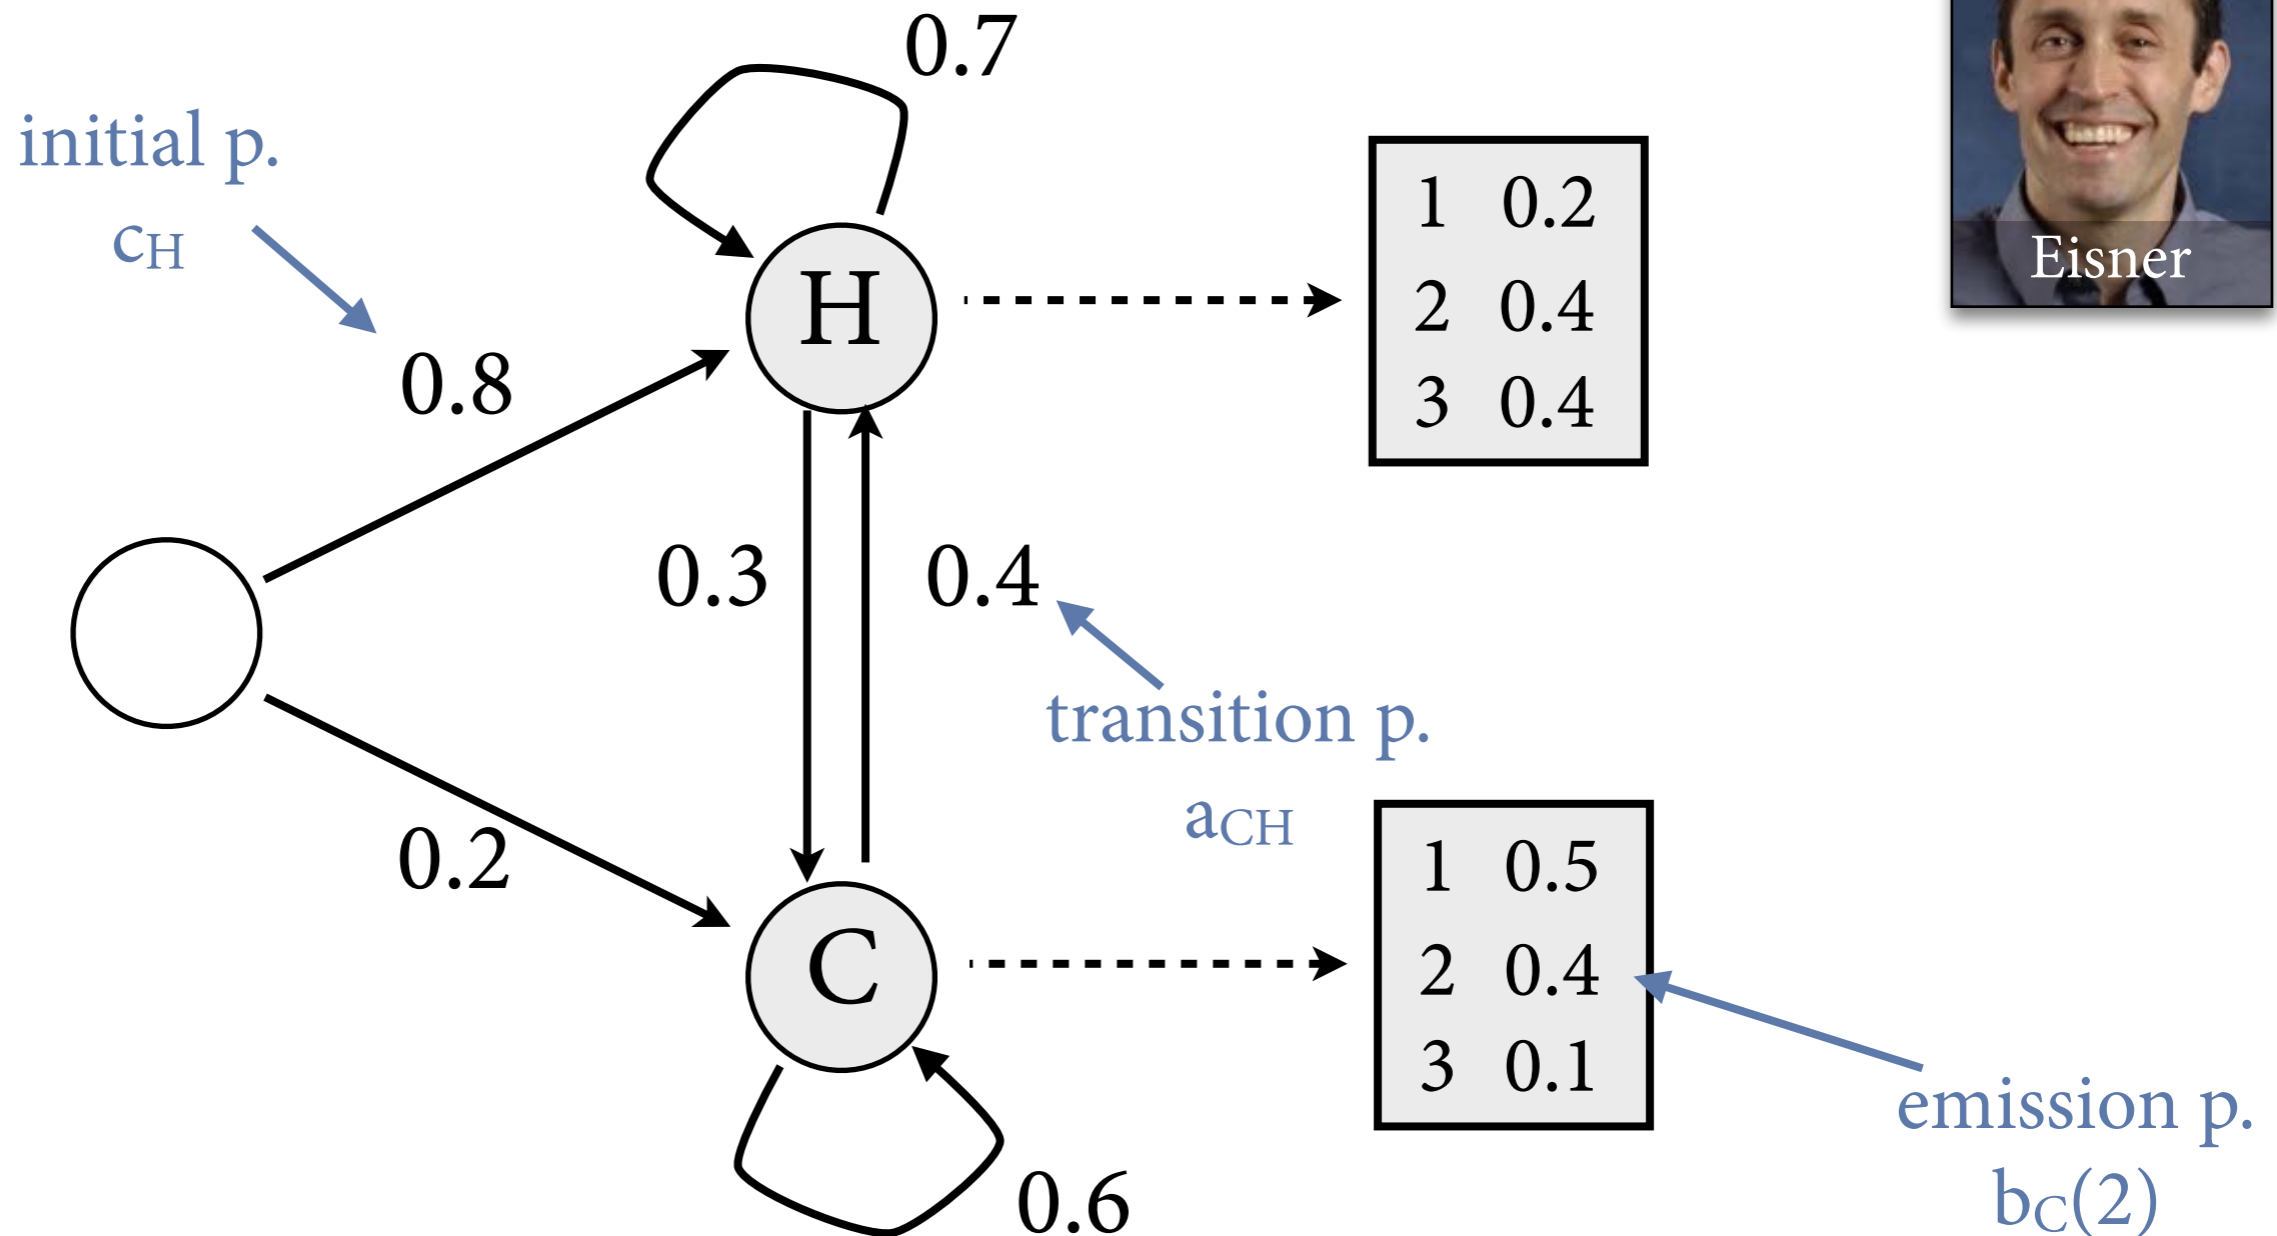 0.7
initial p.
cH
0.8
H
1 0.2
2 0.4
3 0.4
Eisner
0.3
0.4
transition p.
aCH
0.2
C
1 0.5
2 0.4
3 0.1
emission p.
bC(2)
0.6